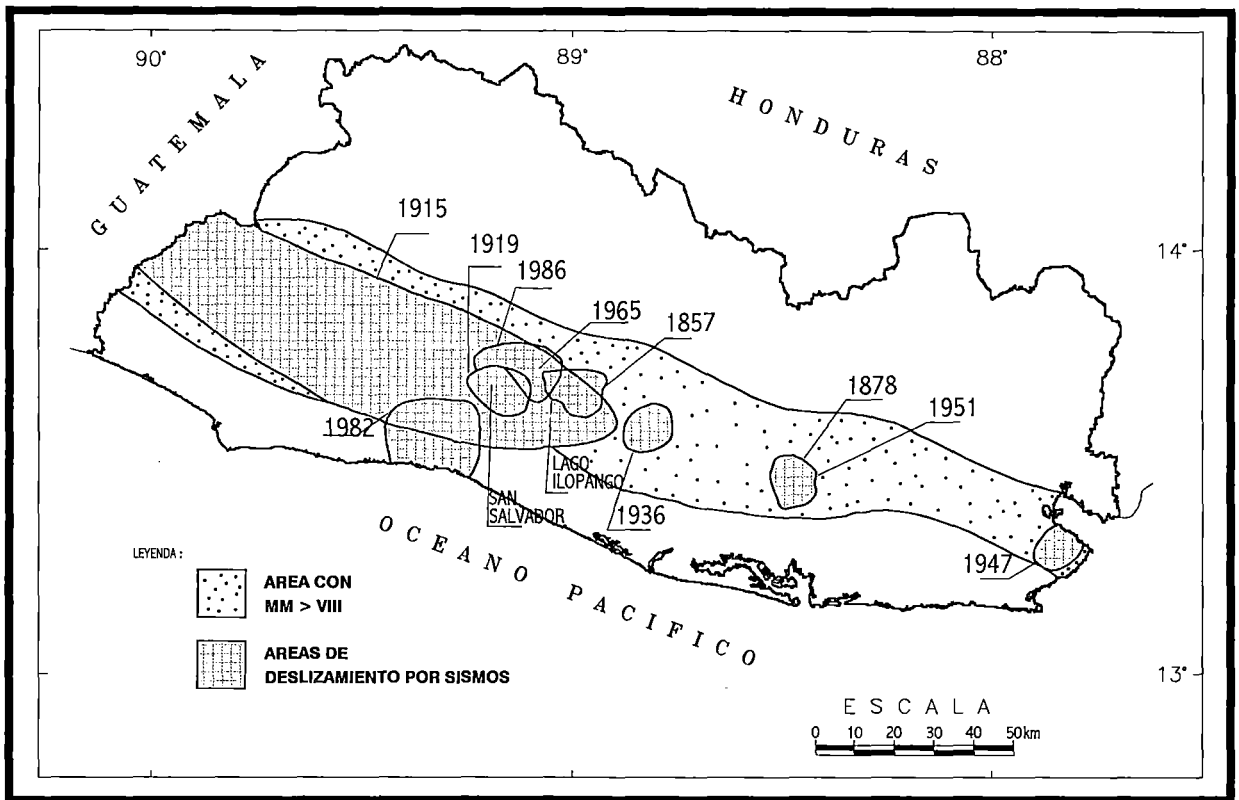 90°
89°
88°
GUATEMALA
HONDURAS
1915
14°
1919
1986
1965
1857
1878
1951
1982
LAGO
ILOPANGO
SAN
SALVADOR
1936
1947
OCEANO PACIFICO
LEYENDA :
AREA CON
MM > VIII
AREAS DE
DESLIZAMIENTO POR SISMOS
13°
ESCALA
0 10 20 30 40 50km